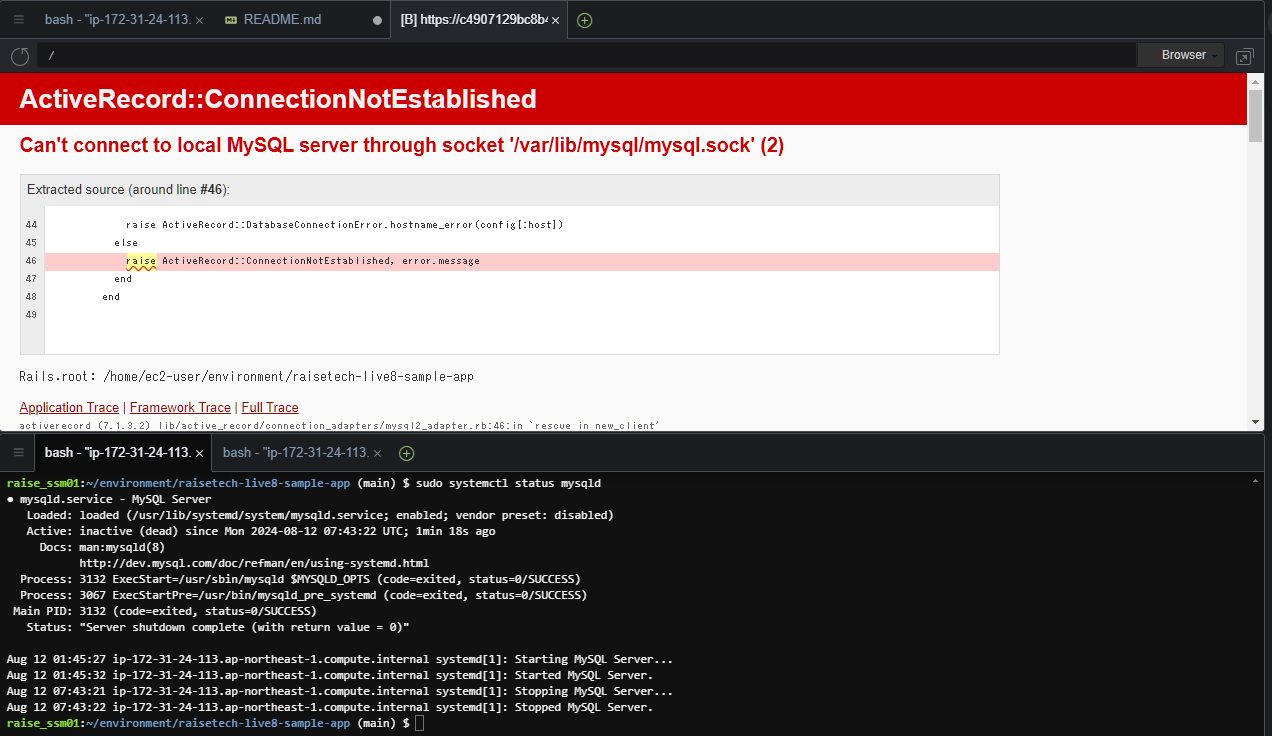 bash - "ip-172-31-24-113.
README.md
[B] https://c4907129bc8b4
/
Browser
ActiveRecord::ConnectionNotEstablished
Can't connect to local MySQL server through socket '/var/lib/mysql/mysql.sock' (2)
Extracted source (around line #46):
44 raise ActiveRecord::DatabaseConnectionError.hostname_error(config[:host])
45 else
46 raise ActiveRecord::ConnectionNotEstablished, error.message
47 end
48 end
49
Rails.root: /home/ec2-user/environment/raisetech-live8-sample-app
Application Trace | Framework Trace | Full Trace
activerecord (7.1.3.2) lib/active_record/connection_adapters/mysql2_adapter.rb:46:in `rescue in new_client'
bash - "ip-172-31-24-113.
bash - "ip-172-31-24-113.
raise_ssm01:~/environment/raisetech-live8-sample-app (main) $ sudo systemctl status mysqld
● mysqld.service - MySQL Server
Loaded: loaded (/usr/lib/systemd/system/mysqld.service; enabled; vendor preset: disabled)
Active: inactive (dead) since Mon 2024-08-12 07:43:22 UTC; 1min 18s ago
Docs: man:mysqld(8)
http://dev.mysql.com/doc/refman/en/using-systemd.html
Process: 3132 ExecStart=/usr/sbin/mysqld $MYSQLD_OPTS (code=exited, status=0/SUCCESS)
Process: 3067 ExecStartPre=/usr/bin/mysqld_pre_systemd (code=exited, status=0/SUCCESS)
Main PID: 3132 (code=exited, status=0/SUCCESS)
Status: "Server shutdown complete (with return value = 0)"
Aug 12 01:45:27 ip-172-31-24-113.ap-northeast-1.compute.internal systemd[1]: Starting MySQL Server...
Aug 12 01:45:32 ip-172-31-24-113.ap-northeast-1.compute.internal systemd[1]: Started MySQL Server.
Aug 12 07:43:21 ip-172-31-24-113.ap-northeast-1.compute.internal systemd[1]: Stopping MySQL Server...
Aug 12 07:43:22 ip-172-31-24-113.ap-northeast-1.compute.internal systemd[1]: Stopped MySQL Server.
raise_ssm01:~/environment/raisetech-live8-sample-app (main) $